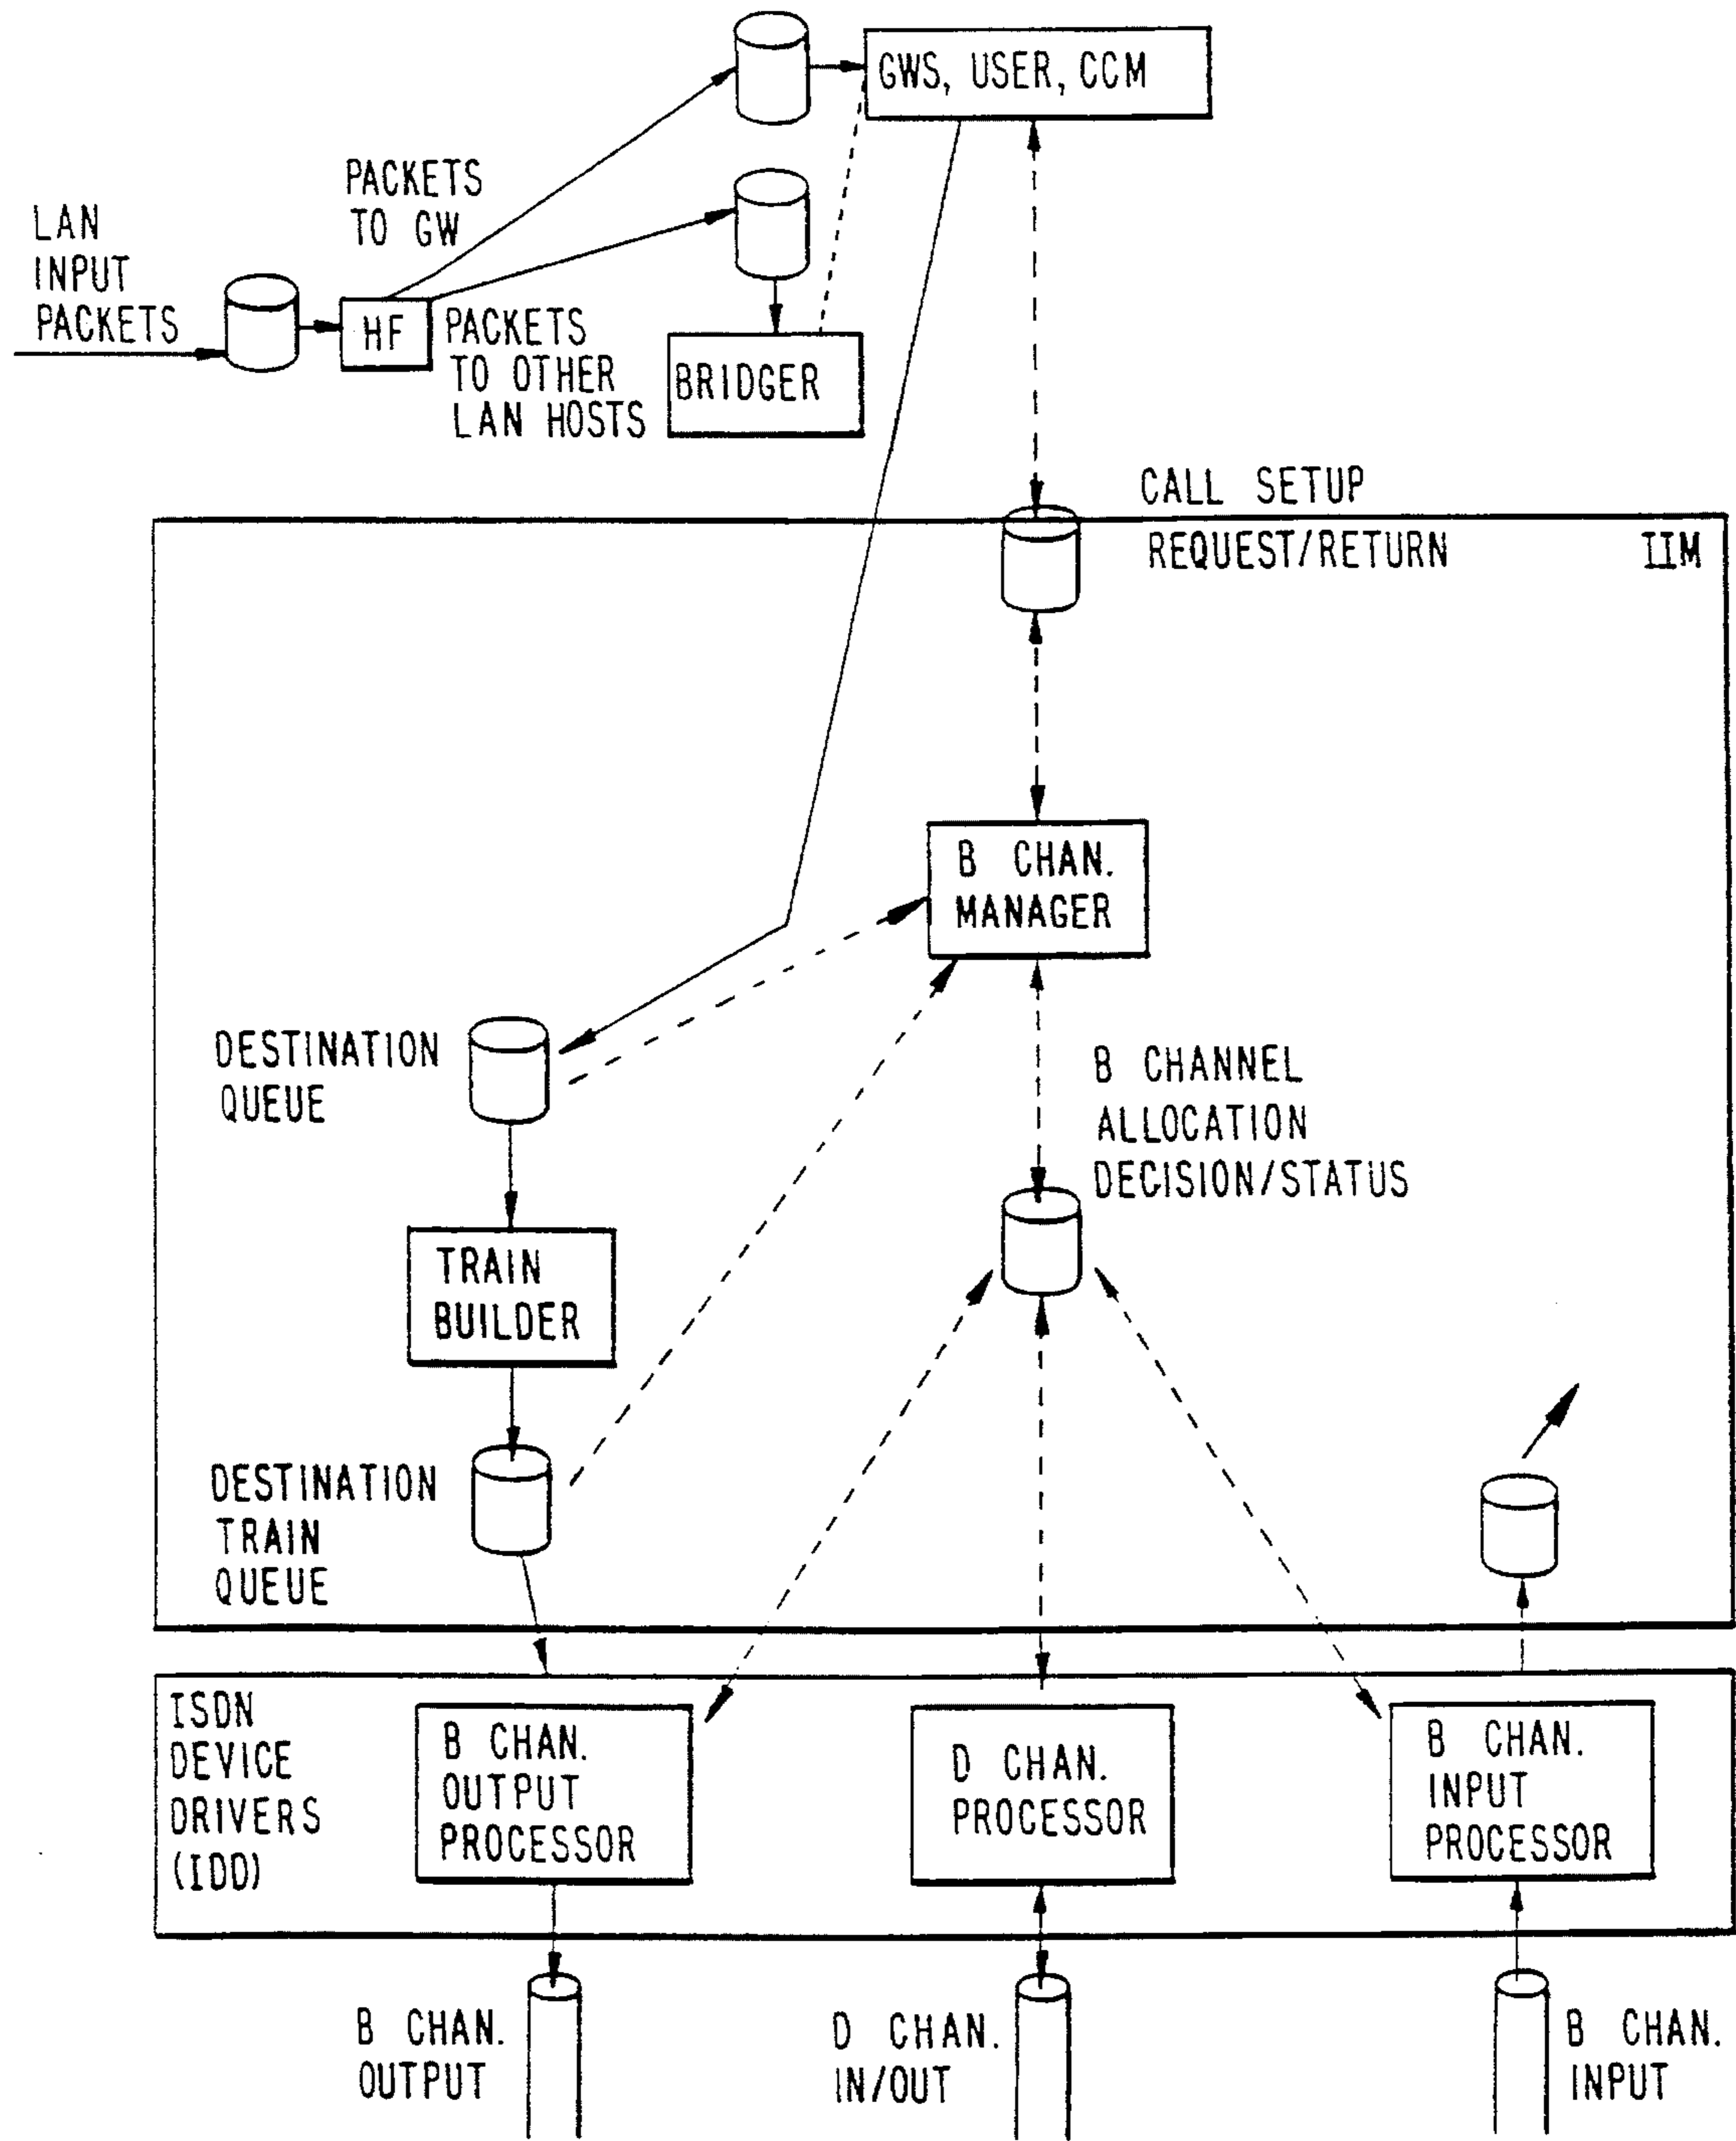 GWS, USER, CCM
PACKETS
TO GW
LAN
INPUT
PACKETS
HF
PACKETS
TO OTHER
LAN HOSTS
BRIDGER
CALL SETUP
REQUEST/RETURN
IIM
B CHAN.
MANAGER
DESTINATION
QUEUE
B CHANNEL
ALLOCATION
DECISION/STATUS
TRAIN
BUILDER
DESTINATION
TRAIN
QUEUE
ISDN
DEVICE
DRIVERS
(IDD)
B CHAN.
OUTPUT
PROCESSOR
D CHAN.
PROCESSOR
B CHAN.
INPUT
PROCESSOR
B CHAN.
OUTPUT
D CHAN.
IN/OUT
B CHAN.
INPUT